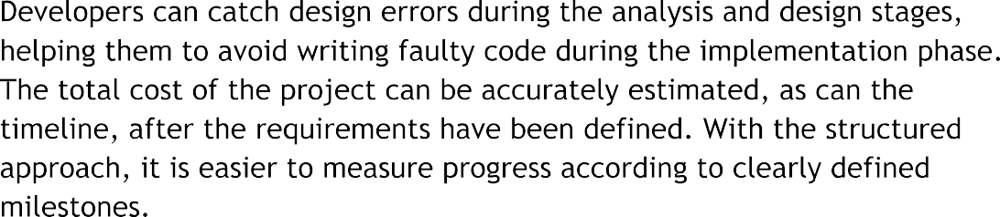 Developers can catch design errors during the analysis and design stages,
helping them to avoid writing faulty code during the implementation phase.
The total cost of the project can be accurately estimated, as can the
timeline, after the requirements have been defined. With the structured
approach, it is easier to measure progress according to clearly defined
milestones.